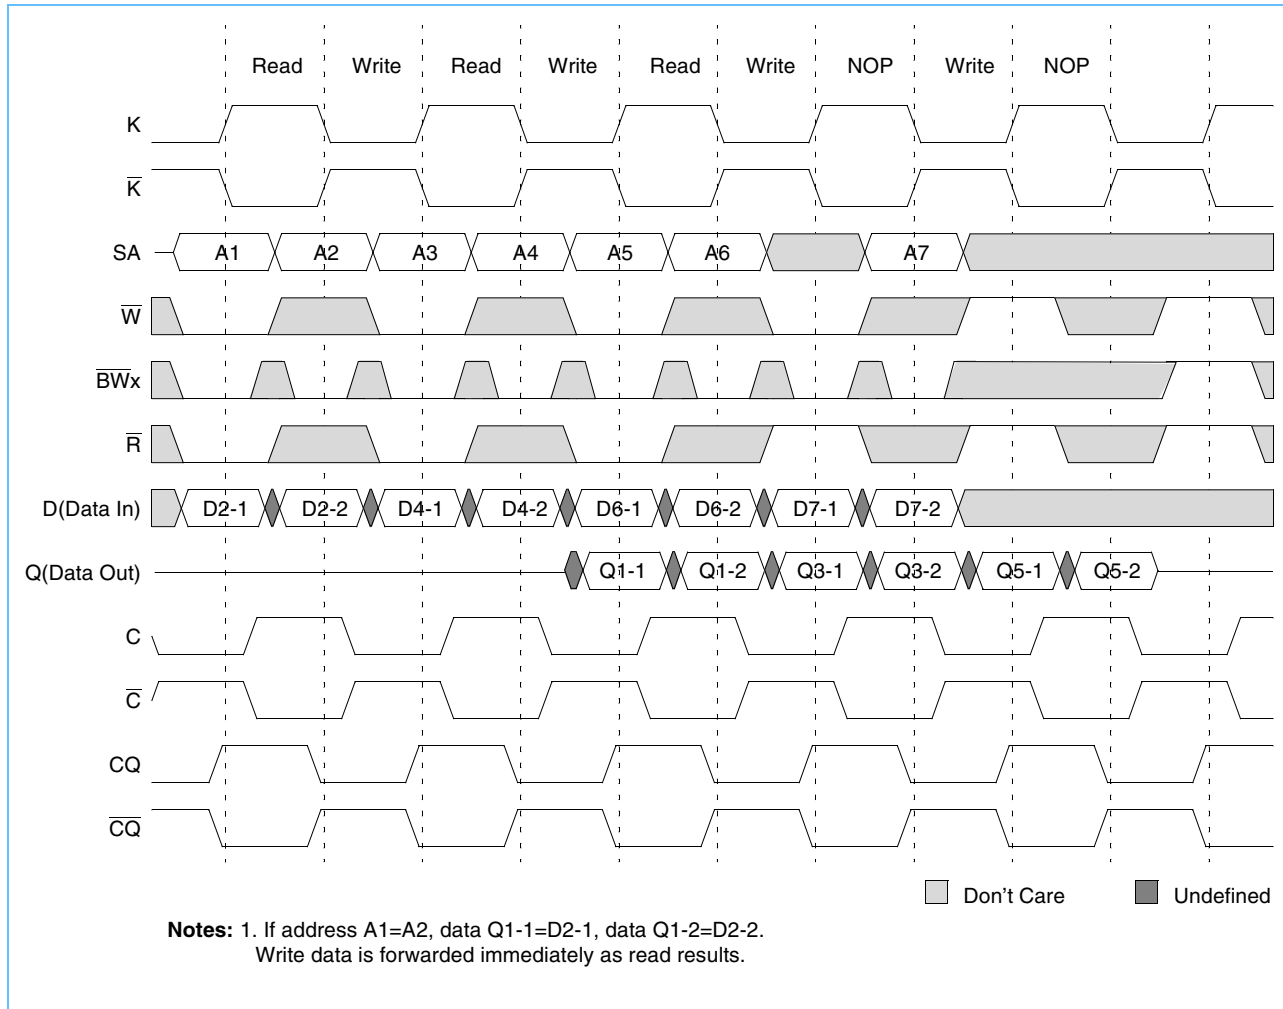 Read Write Read Write Read Write NOP Write NOP
K
K̅
SA A1 A2 A3 A4 A5 A6 A7
W̅
B̅W̅x
R̅
D(Data In) D2-1 D2-2 D4-1 D4-2 D6-1 D6-2 D7-1 D7-2
Q(Data Out) Q1-1 Q1-2 Q3-1 Q3-2 Q5-1 Q5-2
C
C̅
CQ
C̅Q̅
Don't Care Undefined
Notes: 1. If address A1=A2, data Q1-1=D2-1, data Q1-2=D2-2.
Write data is forwarded immediately as read results.